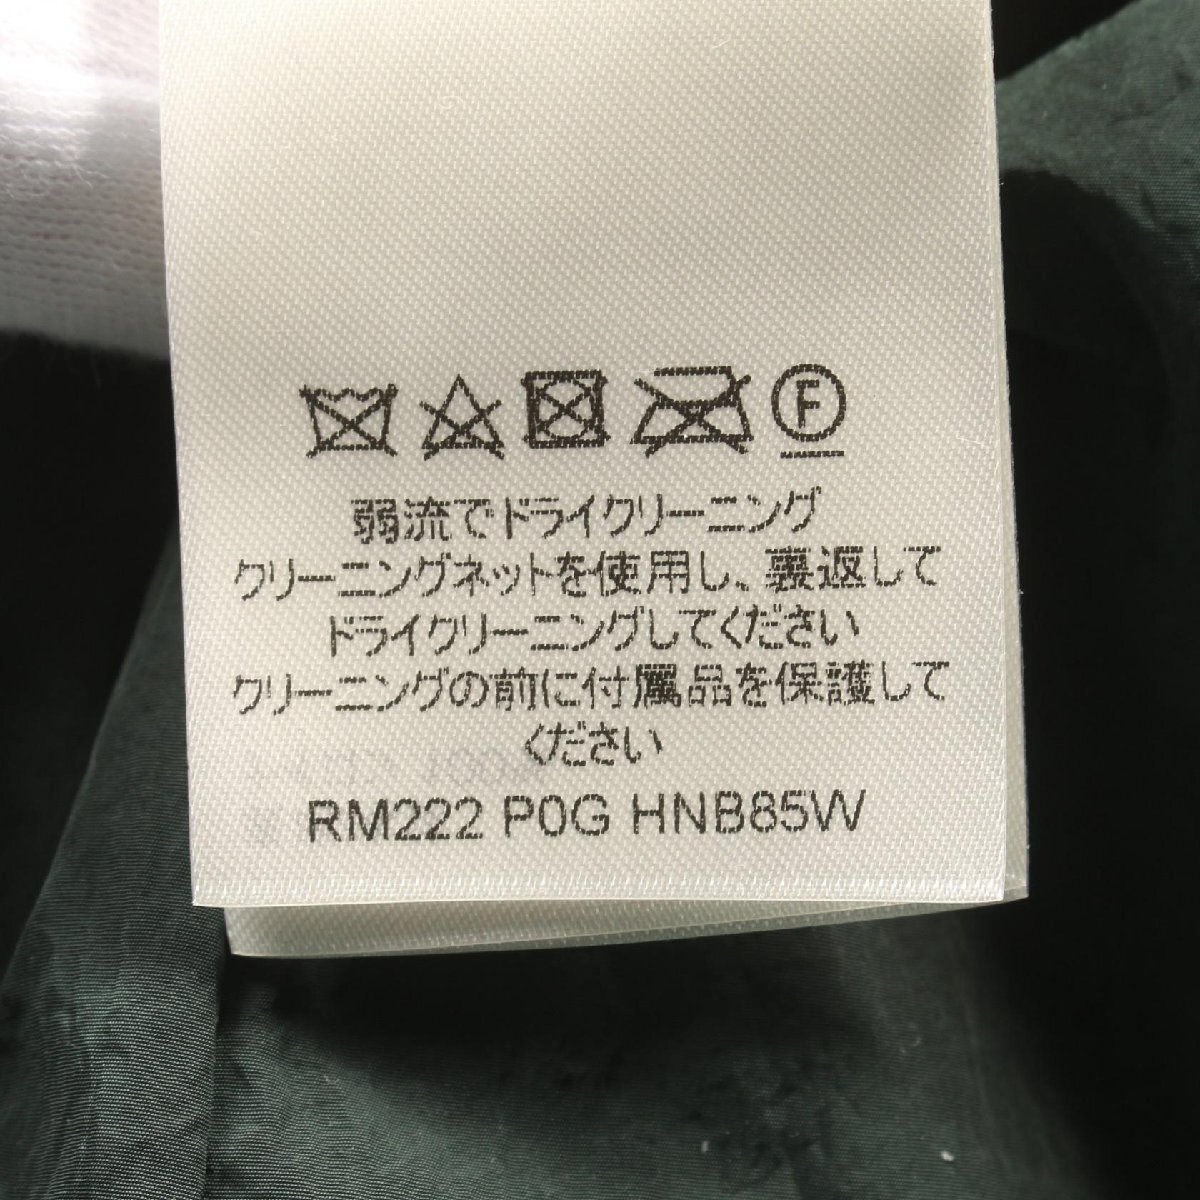 F
弱流でドライクリーニング
クリーニングネットを使用し、裏返して
ドライクリーニングしてください
クリーニングの前に付属品を保護して
ください
RM222 P0G HNB85W